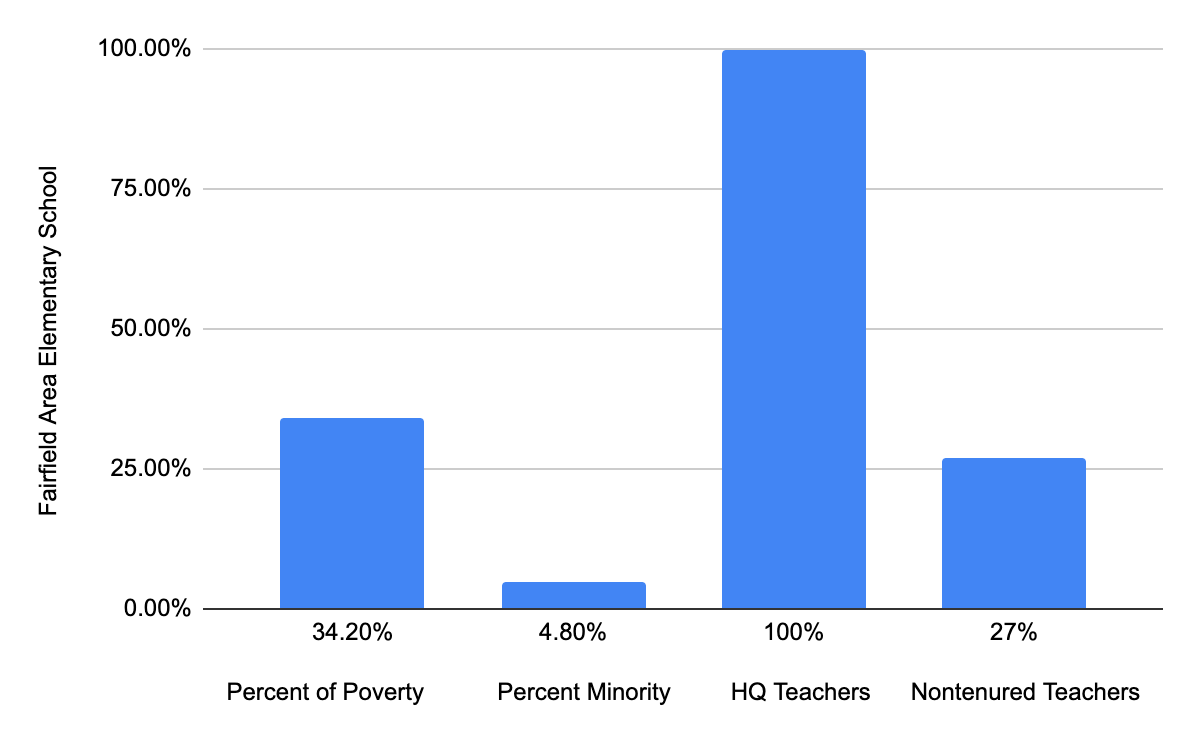 Fairfield Area Elementary School
100.00%
75.00%
50.00%
25.00%
0.00%
34.20% 4.80% 100% 27%
Percent of Poverty Percent Minority HQ Teachers Nontenured Teachers